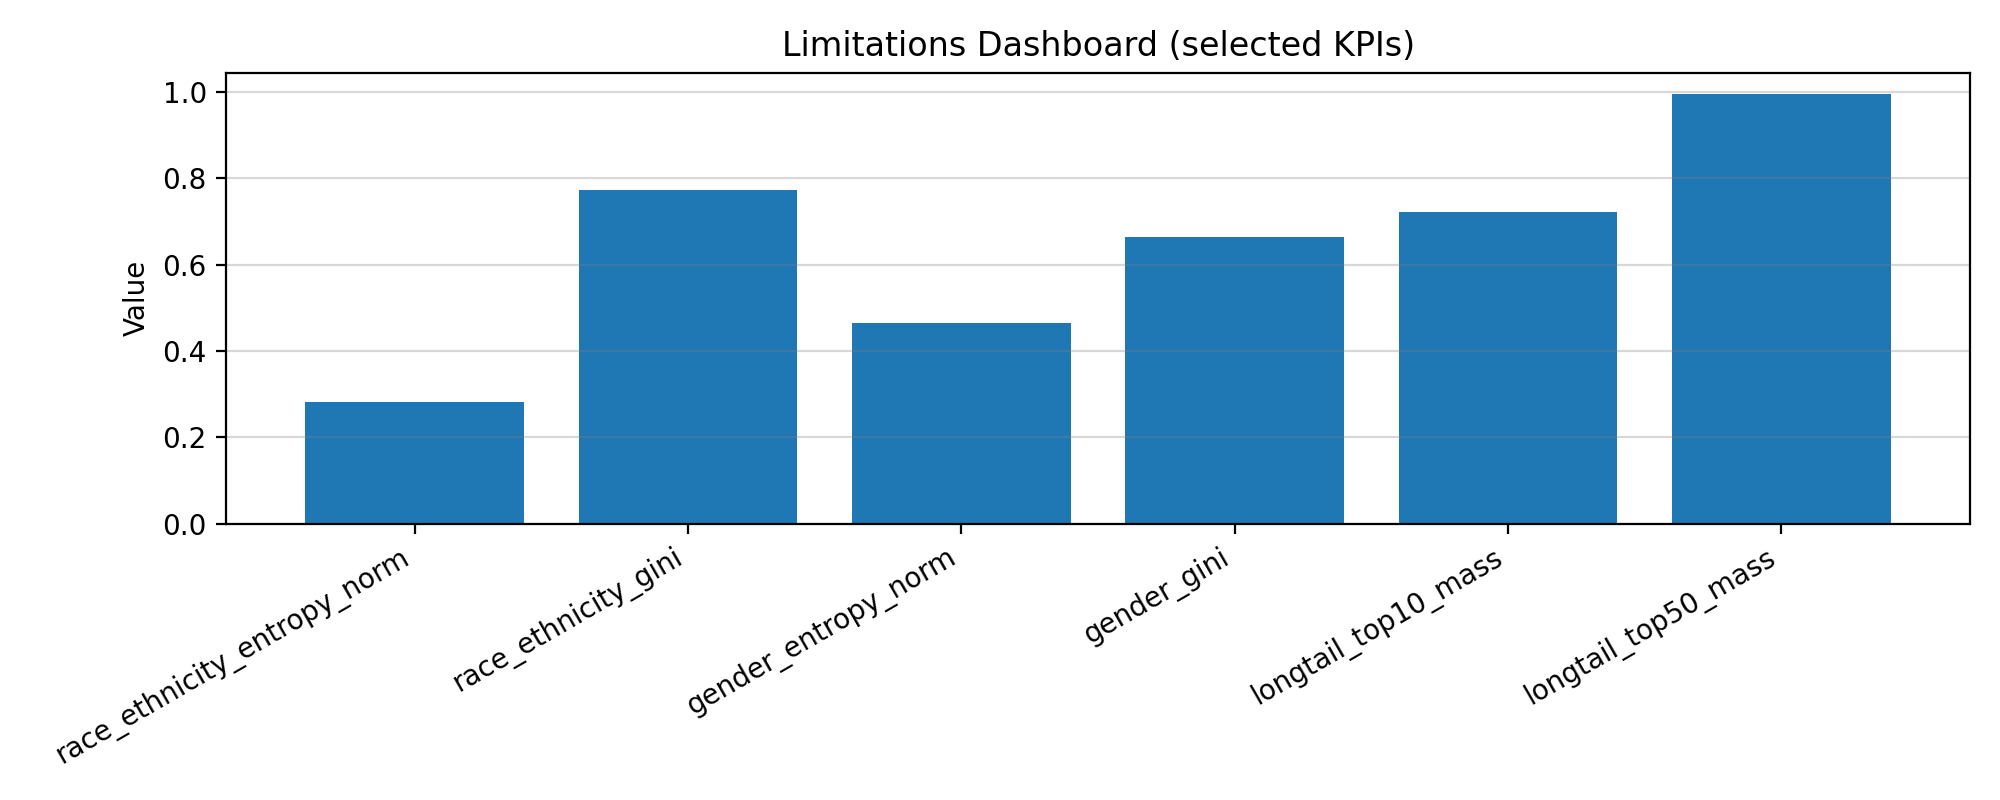 Limitations Dashboard (selected KPIs)
Value
1.0
0.8
0.6
0.4
0.2
0.0
race_ethnicity_entropy_norm
race_ethnicity_gini
gender_entropy_norm
gender_gini
longtail_top10_mass
longtail_top50_mass